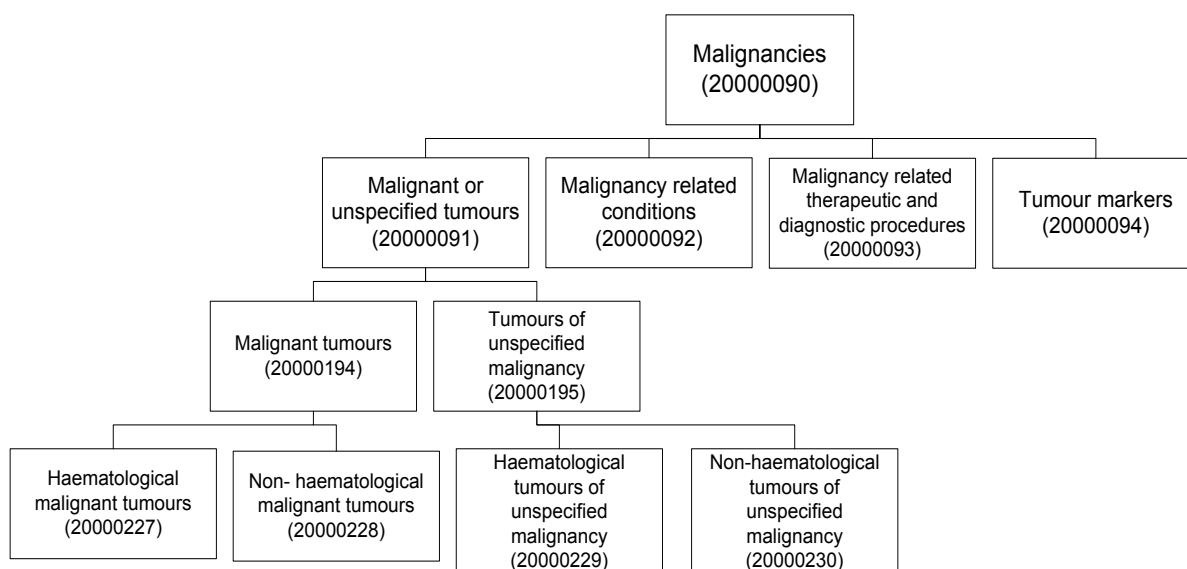 Malignancies
(20000090)
Malignant or
unspecified tumours
(20000091)
Malignancy related
conditions
(20000092)
Malignancy related
therapeutic and
diagnostic procedures
(20000093)
Tumour markers
(20000094)
Malignant tumours
(20000194)
Tumours of
unspecified
malignancy
(20000195)
Haematological
malignant tumours
(20000227)
Non- haematological
malignant tumours
(20000228)
Haematological
tumours of
unspecified
malignancy
(20000229)
Non-haematological
tumours of
unspecified
malignancy
(20000230)